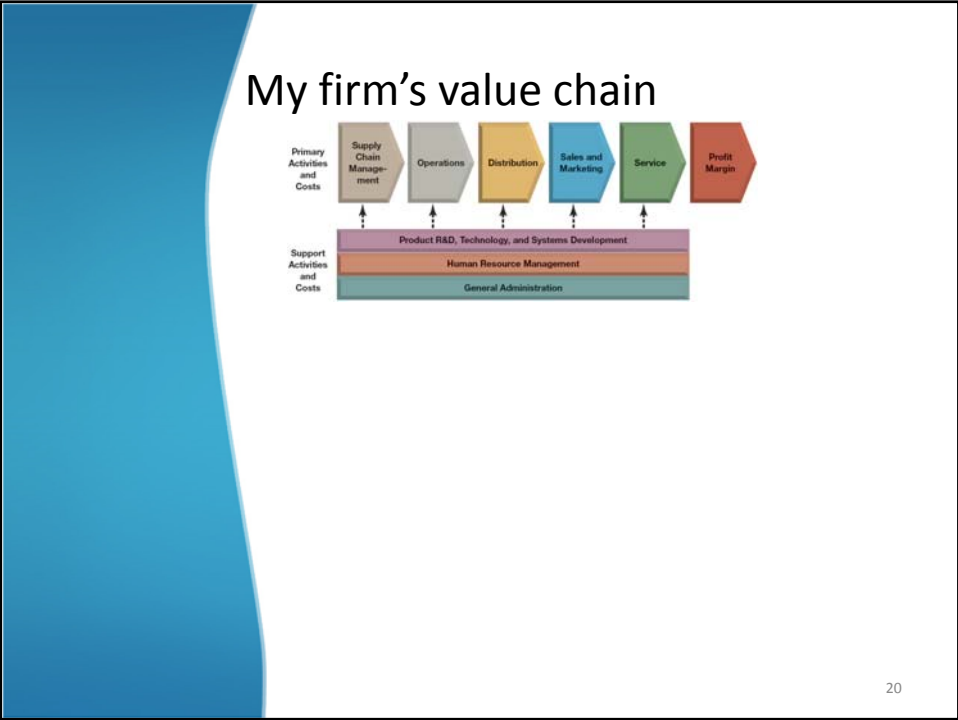 My firm’s value chain
Primary
Activities
and
Costs
Supply
Chain
Manage-
ment
Operations
Distribution
Sales and
Marketing
Service
Profit
Margin
Support
Activities
and
Costs
Product R&D, Technology, and Systems Development
Human Resource Management
General Administration
20